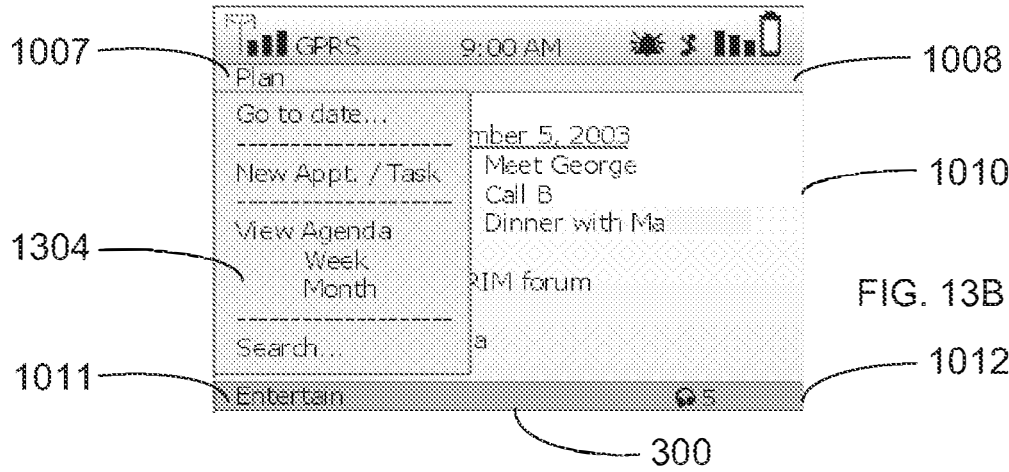 GPRS 9:00 AM
1007
1008
Plan
Go to date...
mber 5, 2003
New Appt. / Task
Meet George
1010
Call B
View Agenda
Dinner with Ma
1304
Week
Month
RIM forum
FIG. 13B
Search...
a
1011
1012
Entertain
5
300